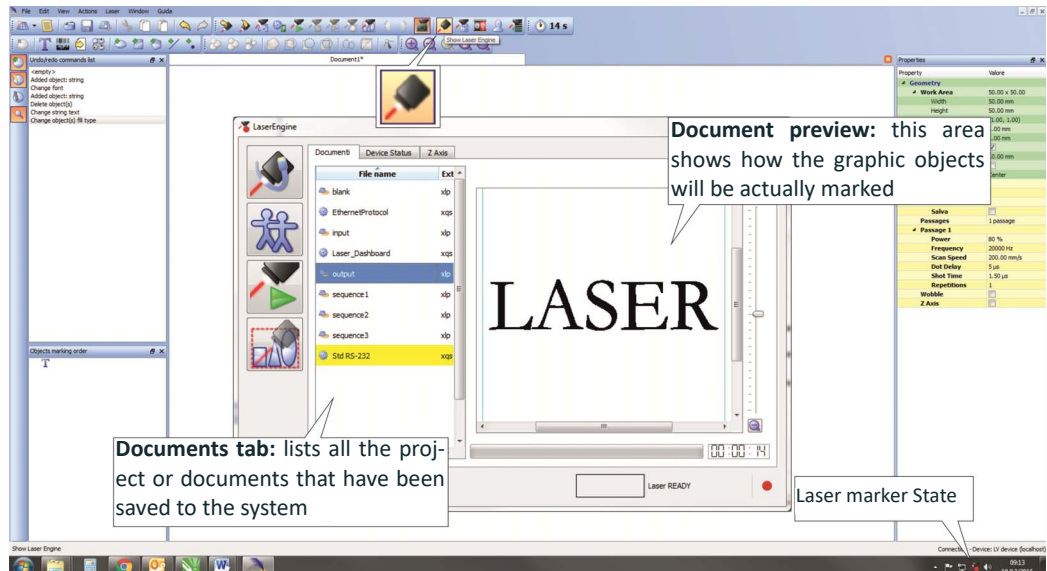 File Edit View Actions Laser Window Guide
14 s
Show Laser Engine
Undo/redo commands list
Document1*
Properties
<empty>
Added object: string
Change font
Added object: string
Delete object(s)
Change string text
Change object(s) fill type
Property Valore
Geometry
Work Area 50.00 x 50.00
Width 50.00 mm
Height 50.00 mm
LaserEngine
Document preview: this area
shows how the graphic objects
will be actually marked
Documenti Device Status Z Axis
File name Ext
blank xlp
EthernetProtocol xqs
input xlp
Laser_Dashboard xqs
output xlp
sequence1 xlp
sequence2 xlp
sequence3 xlp
Std RS-232 xqs
LASER
Salva
Passages 1 passage
Passage 1
Power 80 %
Frequency 20000 Hz
Scan Speed 200.00 mm/s
Dot Delay 5 µs
Shot Time 1.50 µs
Repetitions 1
Wobble
Z Axis
Objects marking order
T
Documents tab: lists all the proj-
ect or documents that have been
saved to the system
00:00:14
Laser READY
Laser marker State
Show Laser Engine
Device: LV device (localhost)
09:13